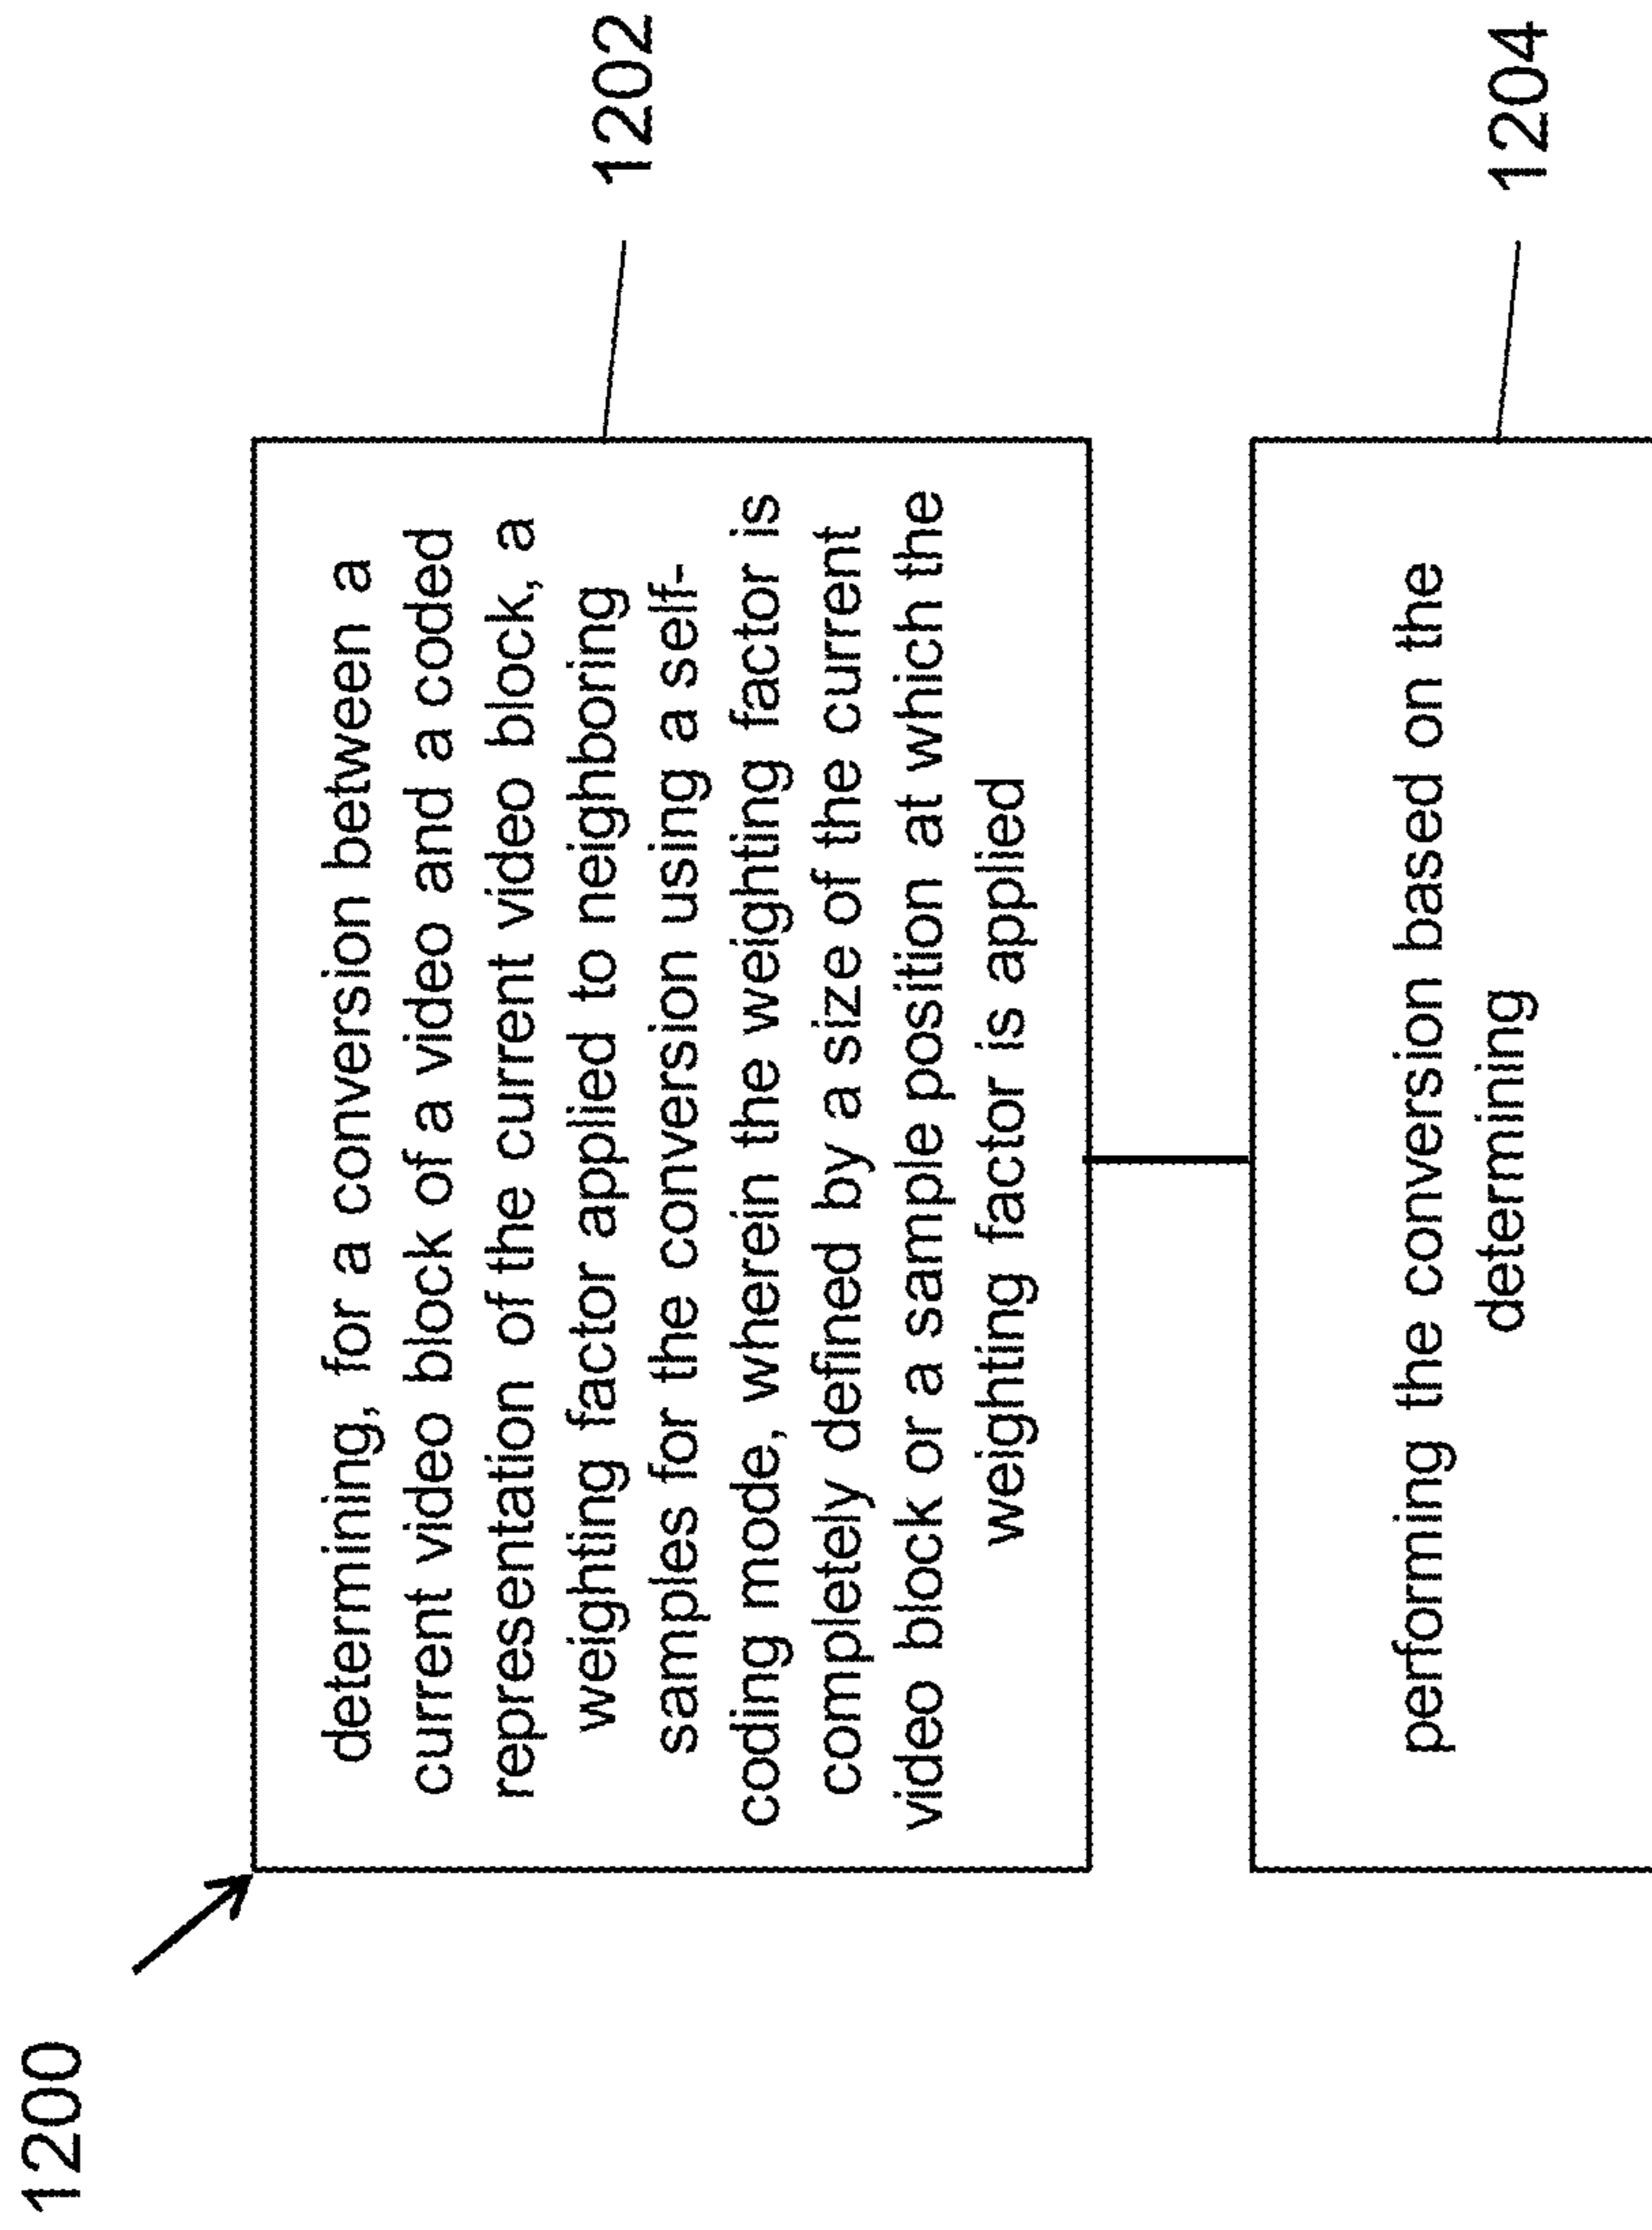 1200
determining, for a conversion between a
current video block of a video and a coded
representation of the current video block, a
weighting factor applied to neighboring
samples for the conversion using a self-
coding mode, wherein the weighting factor is
completely defined by a size of the current
video block or a sample position at which the
weighting factor is applied
1202
performing the conversion based on the
determining
1204